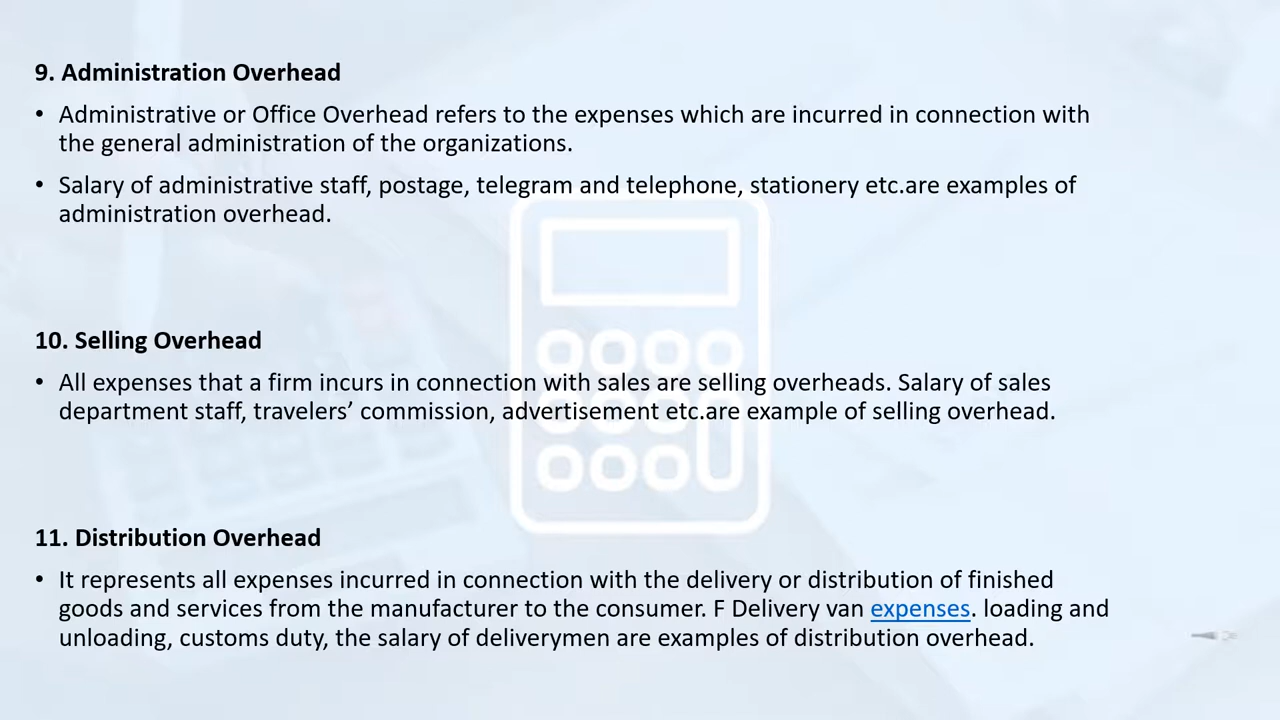 9. Administration Overhead
• Administrative or Office Overhead refers to the expenses which are incurred in connection with
the general administration of the organizations.
• Salary of administrative staff, postage, telegram and telephone, stationery etc.are examples of
administration overhead.
10. Selling Overhead
• All expenses that a firm incurs in connection with sales are selling overheads. Salary of sales
department staff, travelers’ commission, advertisement etc.are example of selling overhead.
11. Distribution Overhead
• It represents all expenses incurred in connection with the delivery or distribution of finished
goods and services from the manufacturer to the consumer. F Delivery van expenses. loading and
unloading, customs duty, the salary of deliverymen are examples of distribution overhead.